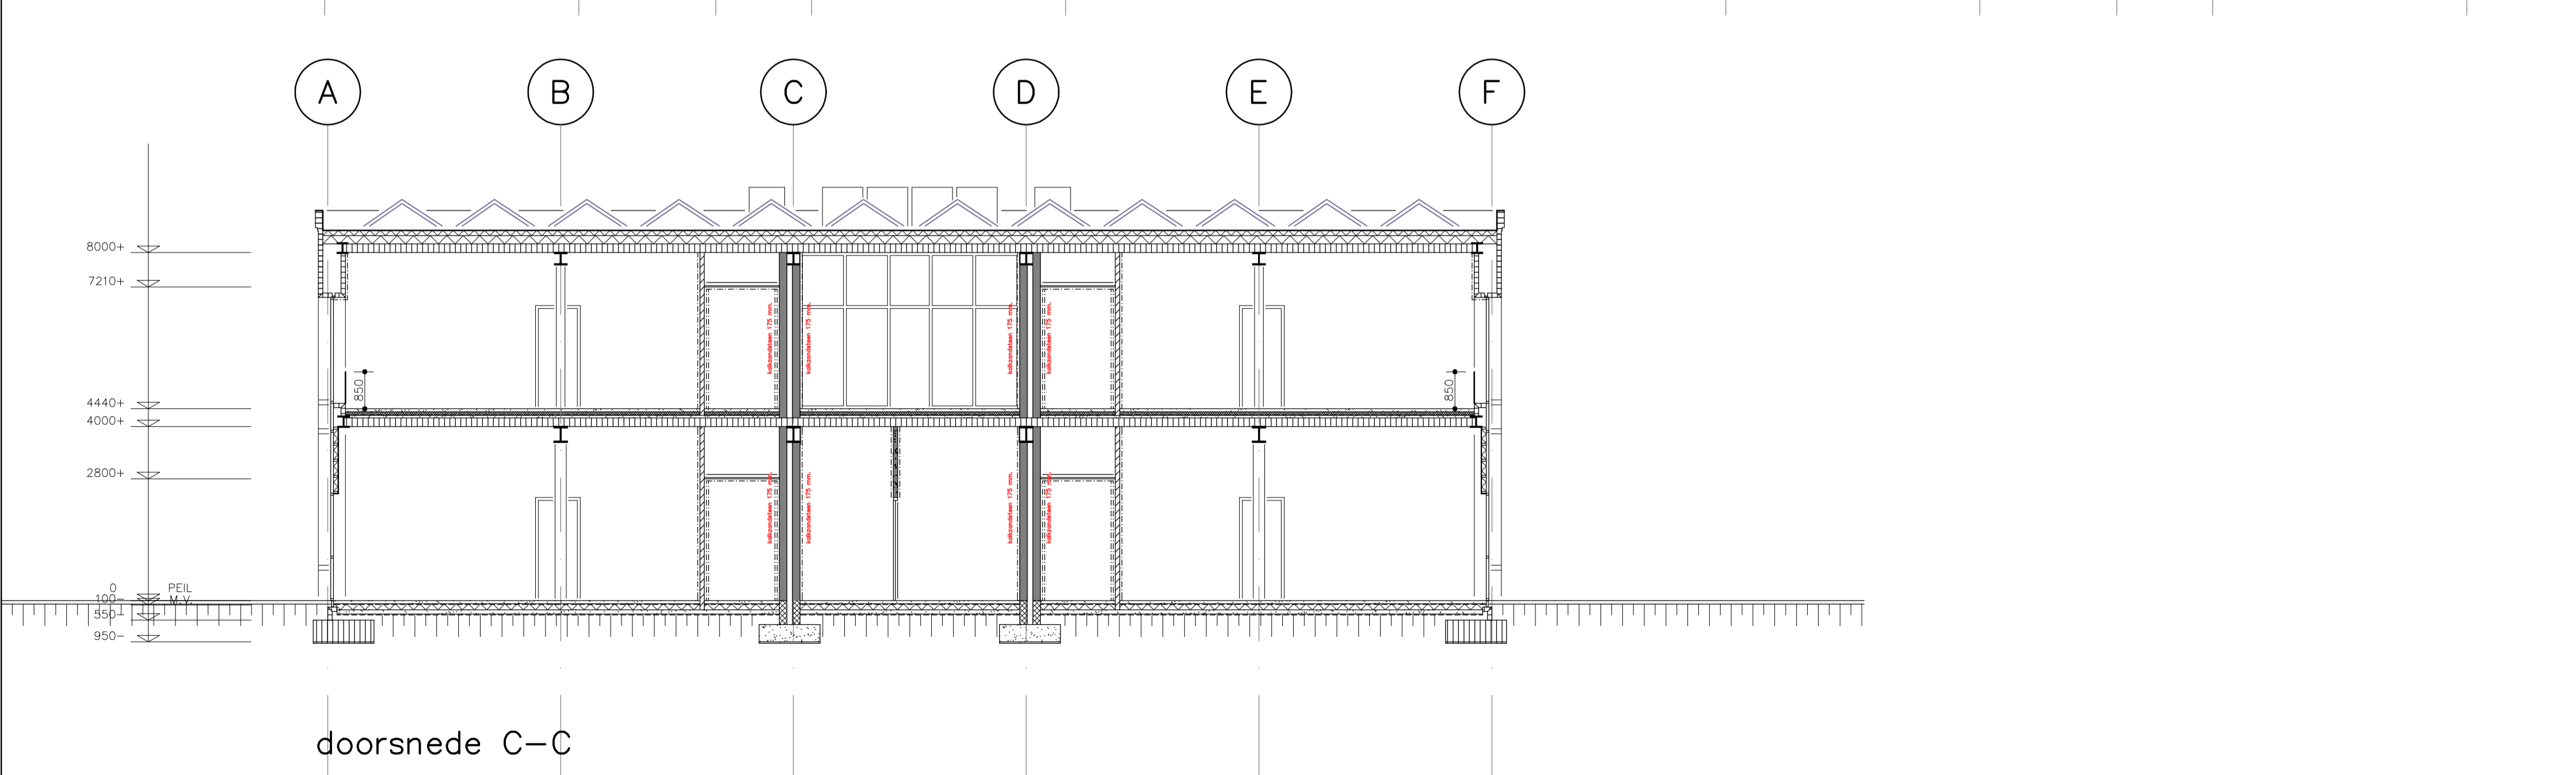 A B C D E F
8000+
7210+
kalkzandsteen 175 mm. kalkzandsteen 175 mm. kalkzandsteen 175 mm. kalkzandsteen 175 mm.
850 850
4440+
4000+
2800+
kalkzandsteen 175 mm. kalkzandsteen 175 mm. kalkzandsteen 175 mm. kalkzandsteen 175 mm.
0 PEIL
100- M.V.
550-
950-
doorsnede C-C